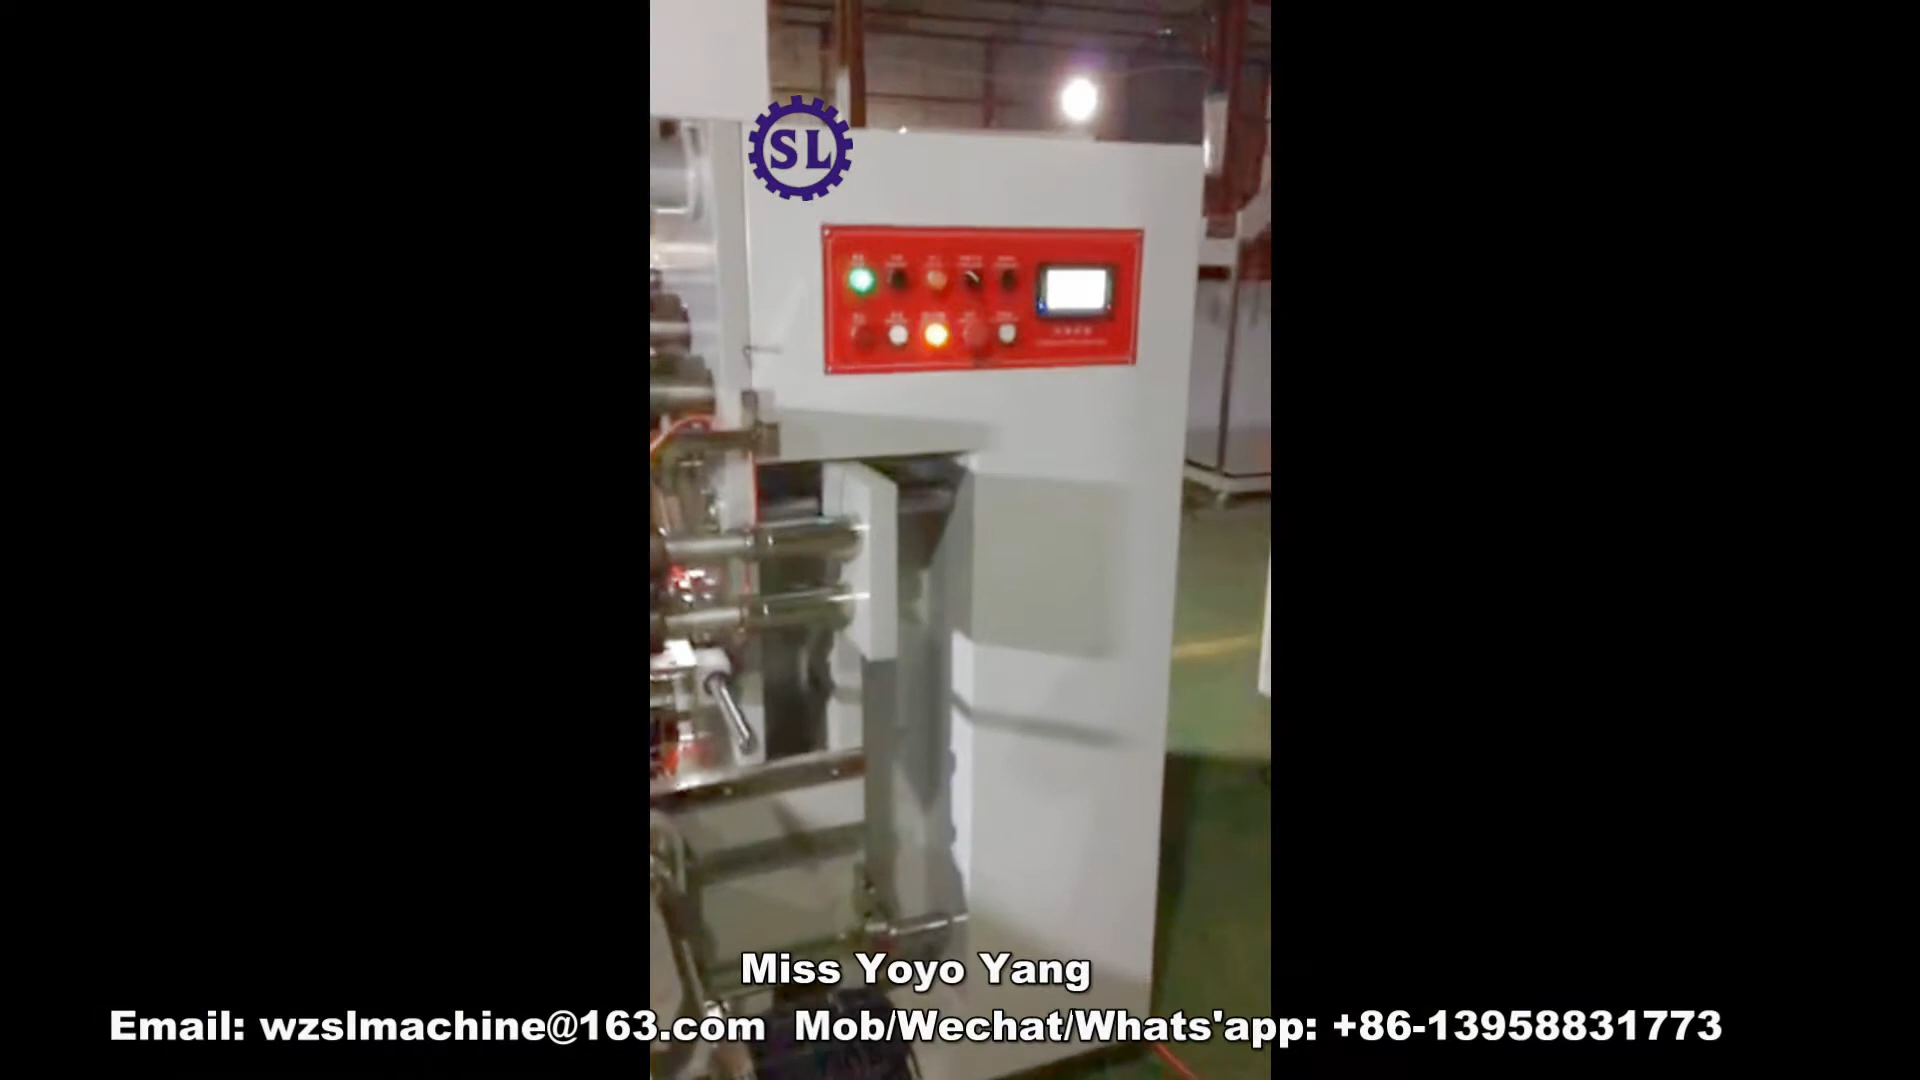 SL
Miss Yoyo Yang
Email: wzslmachine@163.com Mob/Wechat/Whats'app: +86-13958831773